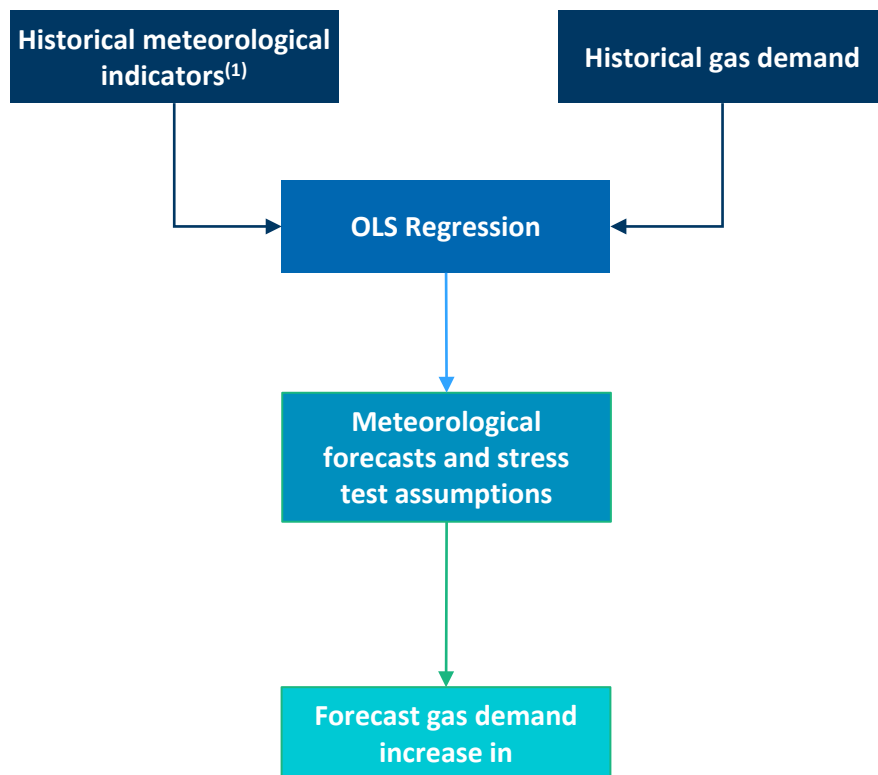 Historical meteorological
indicators(1)
Historical gas demand
OLS Regression
Meteorological
forecasts and stress
test assumptions
Forecast gas demand
increase in